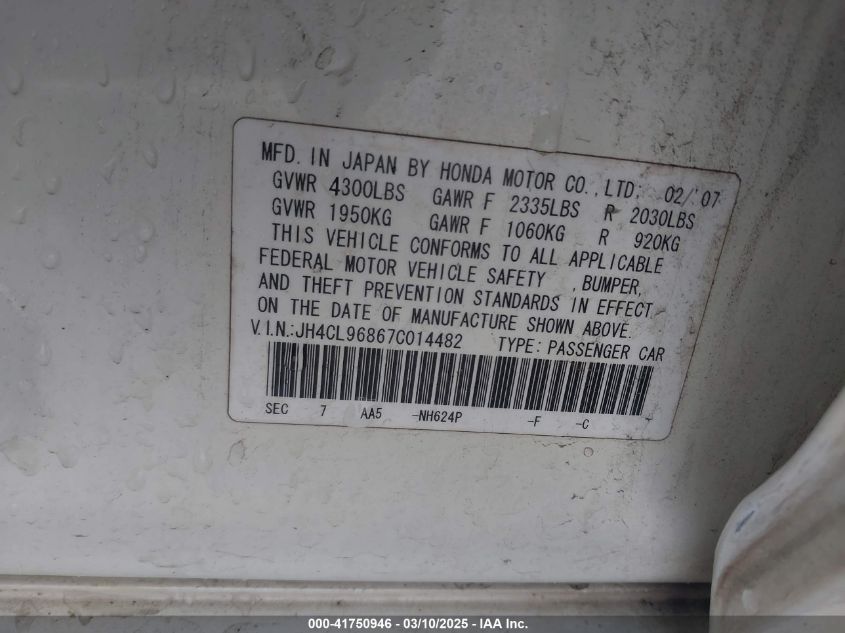 MFD. IN JAPAN BY HONDA MOTOR CO., LTD; 02/'07
GVWR 4300LBS GAWR F 2335LBS R 2030LBS
GVWR 1950KG GAWR F 1060KG R 920KG
THIS VEHICLE CONFORMS TO ALL APPLICABLE
FEDERAL MOTOR VEHICLE SAFETY , BUMPER,
AND THEFT PREVENTION STANDARDS IN EFFECT
ON THE DATE OF MANUFACTURE SHOWN ABOVE.
V.I.N.:JH4CL96867C014482 TYPE: PASSENGER CAR
SEC 7 AA5 -NH624P -F -C -
000-41750946 — 03/10/2025 — IAA Inc.